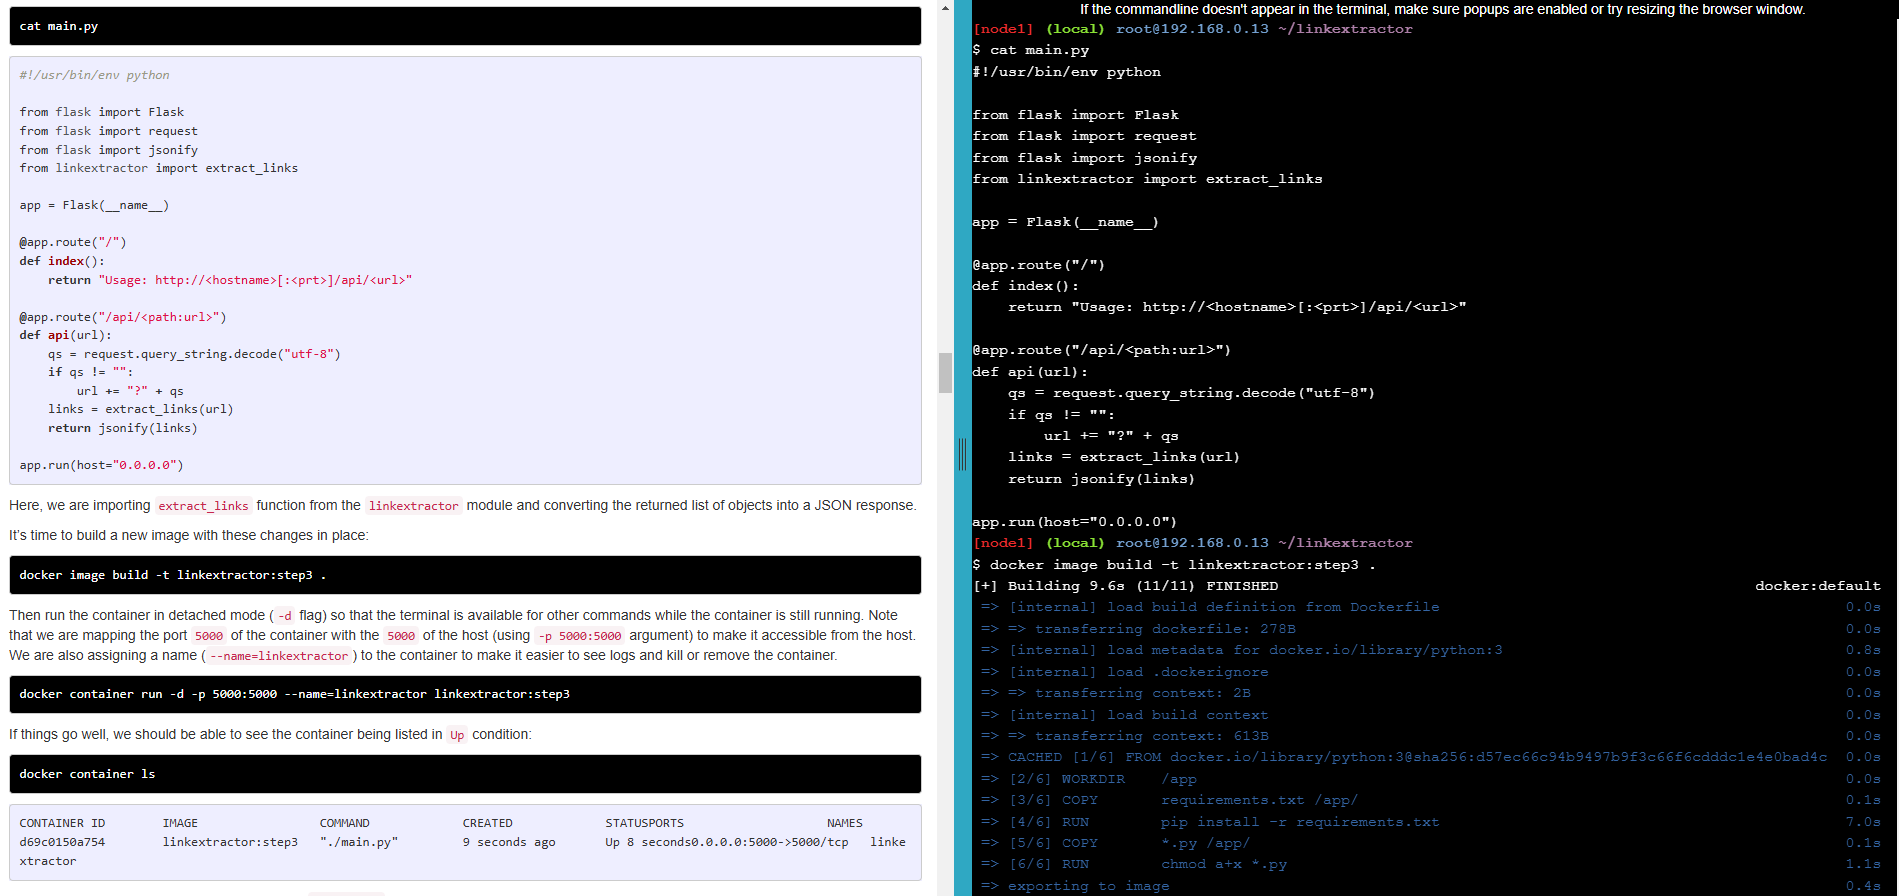 cat main.py
#!/usr/bin/env python
from flask import Flask
from flask import request
from flask import jsonify
from linkextractor import extract_links
app = Flask(__name__)
@app.route("/")
def index():
    return "Usage: http://<hostname>[:<prt>]/api/<url>"
@app.route("/api/<path:url>")
def api(url):
    qs = request.query_string.decode("utf-8")
    if qs != "":
        url += "?" + qs
    links = extract_links(url)
    return jsonify(links)
app.run(host="0.0.0.0")
Here, we are importing extract_links function from the linkextractor module and converting the returned list of objects into a JSON response.
It's time to build a new image with these changes in place:
docker image build -t linkextractor:step3 .
Then run the container in detached mode ( -d flag) so that the terminal is available for other commands while the container is still running. Note
that we are mapping the port 5000 of the container with the 5000 of the host (using -p 5000:5000 argument) to make it accessible from the host.
We are also assigning a name ( --name=linkextractor ) to the container to make it easier to see logs and kill or remove the container.
docker container run -d -p 5000:5000 --name=linkextractor linkextractor:step3
If things go well, we should be able to see the container being listed in Up condition:
docker container ls
CONTAINER ID IMAGE COMMAND CREATED STATUSPORTS NAMES
d69c0150a754 linkextractor:step3 "./main.py" 9 seconds ago Up 8 seconds0.0.0.0:5000->5000/tcp linke
xtractor
If the commandline doesn't appear in the terminal, make sure popups are enabled or try resizing the browser window.
[node1] (local) root@192.168.0.13 ~/linkextractor
$ cat main.py
#!/usr/bin/env python
from flask import Flask
from flask import request
from flask import jsonify
from linkextractor import extract_links
app = Flask(__name__)
@app.route("/")
def index():
    return "Usage: http://<hostname>[:<prt>]/api/<url>"
@app.route("/api/<path:url>")
def api(url):
    qs = request.query_string.decode("utf-8")
    if qs != "":
        url += "?" + qs
    links = extract_links(url)
    return jsonify(links)
app.run(host="0.0.0.0")
[node1] (local) root@192.168.0.13 ~/linkextractor
$ docker image build -t linkextractor:step3 .
[+] Building 9.6s (11/11) FINISHED docker:default
=> [internal] load build definition from Dockerfile 0.0s
=> => transferring dockerfile: 278B 0.0s
=> [internal] load metadata for docker.io/library/python:3 0.8s
=> [internal] load .dockerignore 0.0s
=> => transferring context: 2B 0.0s
=> [internal] load build context 0.0s
=> => transferring context: 613B 0.0s
=> CACHED [1/6] FROM docker.io/library/python:3@sha256:d57ec66c94b9497b9f3c66f6cdddc1e4e0bad4c 0.0s
=> [2/6] WORKDIR /app 0.0s
=> [3/6] COPY requirements.txt /app/ 0.1s
=> [4/6] RUN pip install -r requirements.txt 7.0s
=> [5/6] COPY *.py /app/ 0.1s
=> [6/6] RUN chmod a+x *.py 1.1s
=> exporting to image 0.4s